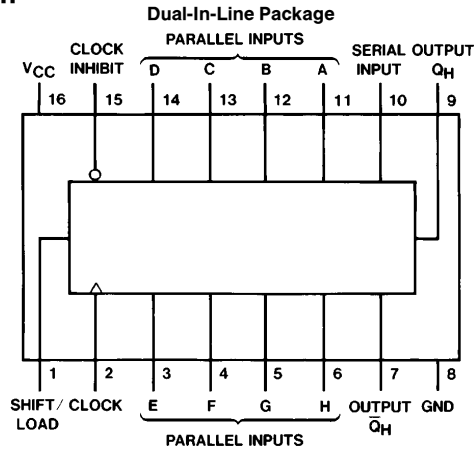 Dual-In-Line Package
PARALLEL INPUTS
CLOCK INHIBIT
SERIAL INPUT
OUTPUT QH
VCC D C B A
16 15 14 13 12 11 10 9
1 2 3 4 5 6 7 8
SHIFT/ LOAD
CLOCK E F G H
OUTPUT Q̅H
GND
PARALLEL INPUTS